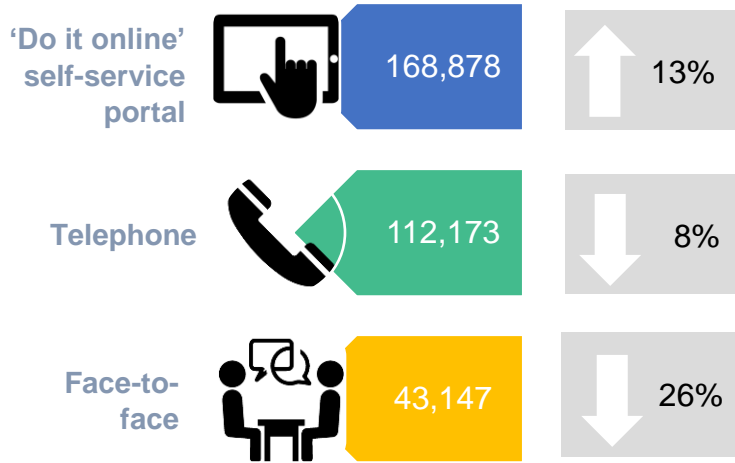 ‘Do it online’
self-service
portal
168,878
13%
Telephone
112,173
8%
Face-to-
face
43,147
26%